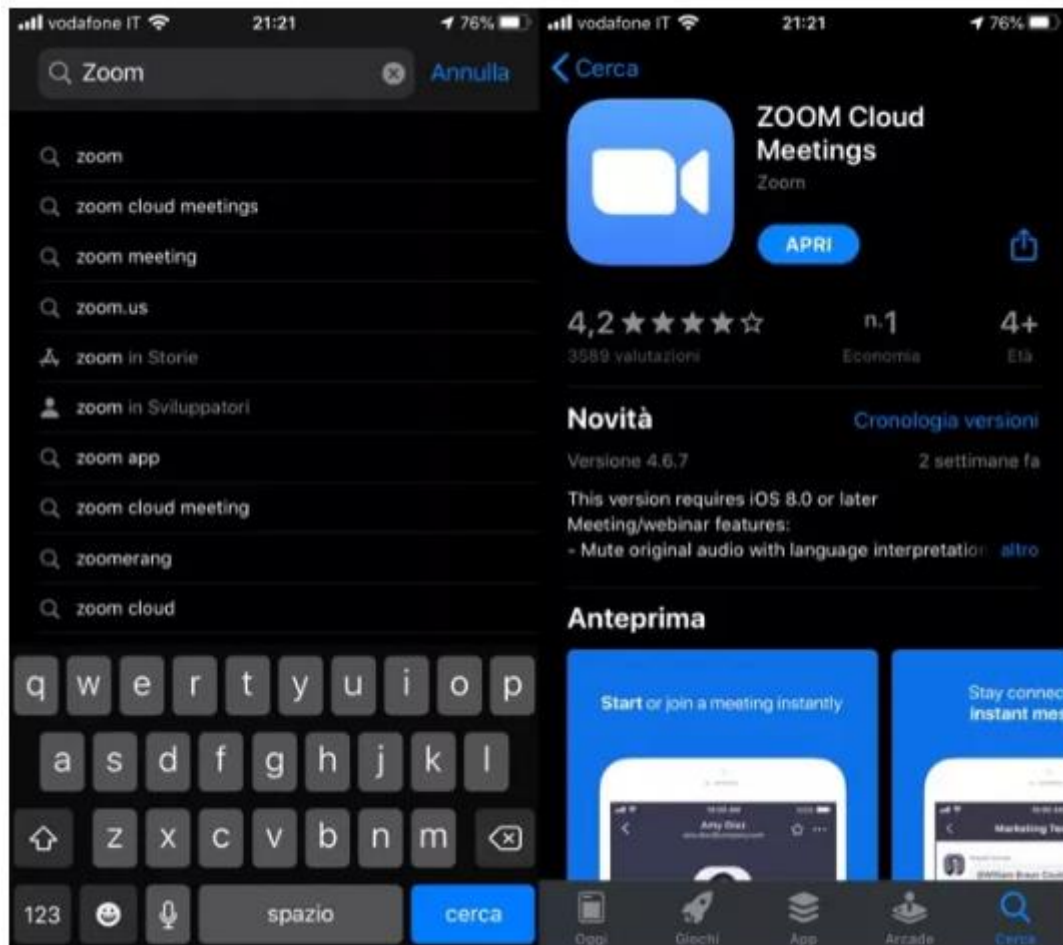 vodafone IT
21:21
76%
Zoom
Annulla
zoom
zoom cloud meetings
zoom meeting
zoom.us
zoom in Storie
zoom in Sviluppatori
zoom app
zoom cloud meeting
zoomerang
zoom cloud
q w e r t y u i o p
a s d f g h j k l
z x c v b n m
123
spazio
cerca
vodafone IT
21:21
76%
Cerca
ZOOM Cloud
Meetings
Zoom
APRI
4,2
n.1
4+
3589 valutazioni
Economia
Età
Novità
Cronologia versioni
Versione 4.6.7
2 settimane fa
This version requires iOS 8.0 or later
Meeting/webinar features:
- Mute original audio with language interpretation
altro
Anteprima
Start or join a meeting instantly
Stay connec
Instant mes
Amy Diaz
Marketing Te
Oggi
Giochi
App
Arcade
Cerca